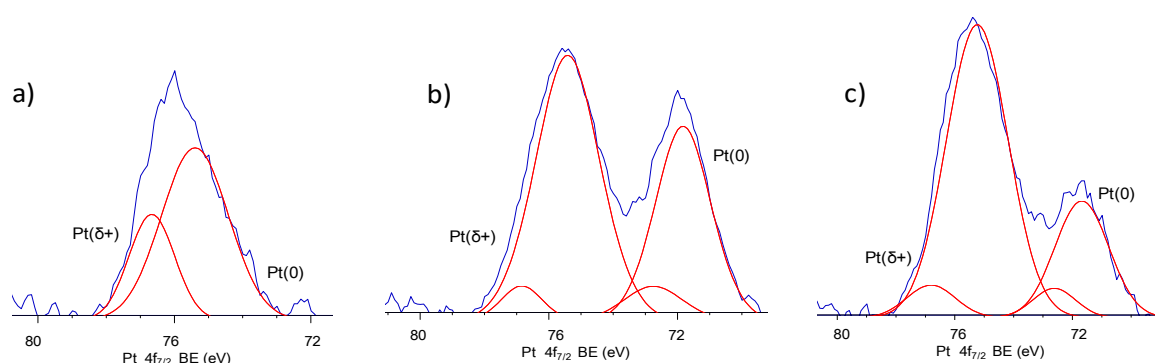 a)
Pt(δ+)
Pt(0)
80
76
72
Pt 4f7/2 BE (eV)
b)
Pt(δ+)
Pt(0)
80
76
72
Pt 4f7/2 BE (eV)
c)
Pt(δ+)
Pt(0)
80
76
72
Pt 4f7/2 BE (eV)